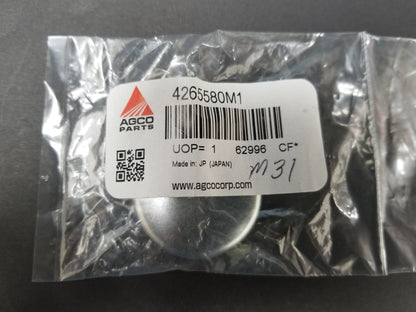 4265580M1
AGCO
PARTS
UOP= 1 62996 CF*
Made in: JP (JAPAN)
M31
www.agcocorp.com